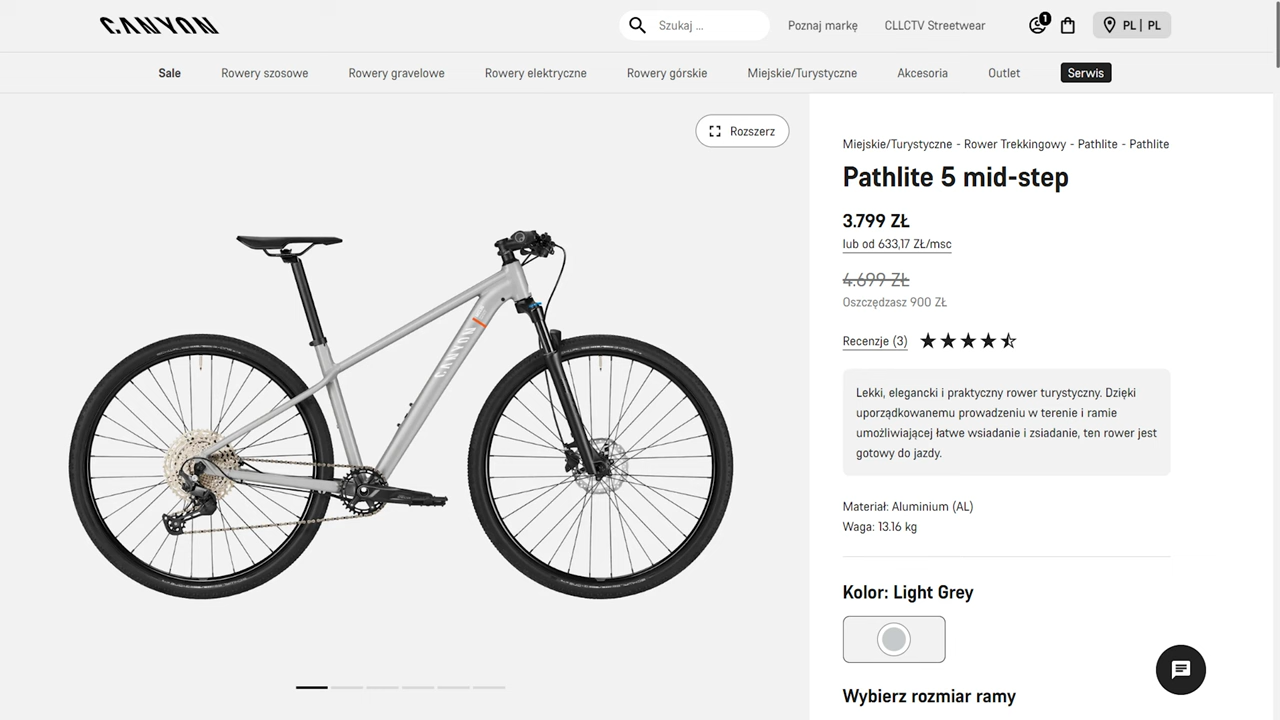 CANYON
Szukaj ...
Poznaj markę
CLLCTV Streetwear
1
PL | PL
Sale
Rowery szosowe
Rowery gravelowe
Rowery elektryczne
Rowery górskie
Miejskie/Turystyczne
Akcesoria
Outlet
Serwis
Rozszerz
CANYON
Miejskie/Turystyczne - Rower Trekkingowy - Pathlite - Pathlite
Pathlite 5 mid-step
3.799 ZŁ
lub od 633,17 ZŁ/msc
4.699 ZŁ
Oszczędzasz 900 ZŁ
Recenzje (3)
Lekki, elegancki i praktyczny rower turystyczny. Dzięki
uporządkowanemu prowadzeniu w terenie i ramie
umożliwiającej łatwe wsiadanie i zsiadanie, ten rower jest
gotowy do jazdy.
Materiał: Aluminium (AL)
Waga: 13.16 kg
Kolor: Light Grey
Wybierz rozmiar ramy